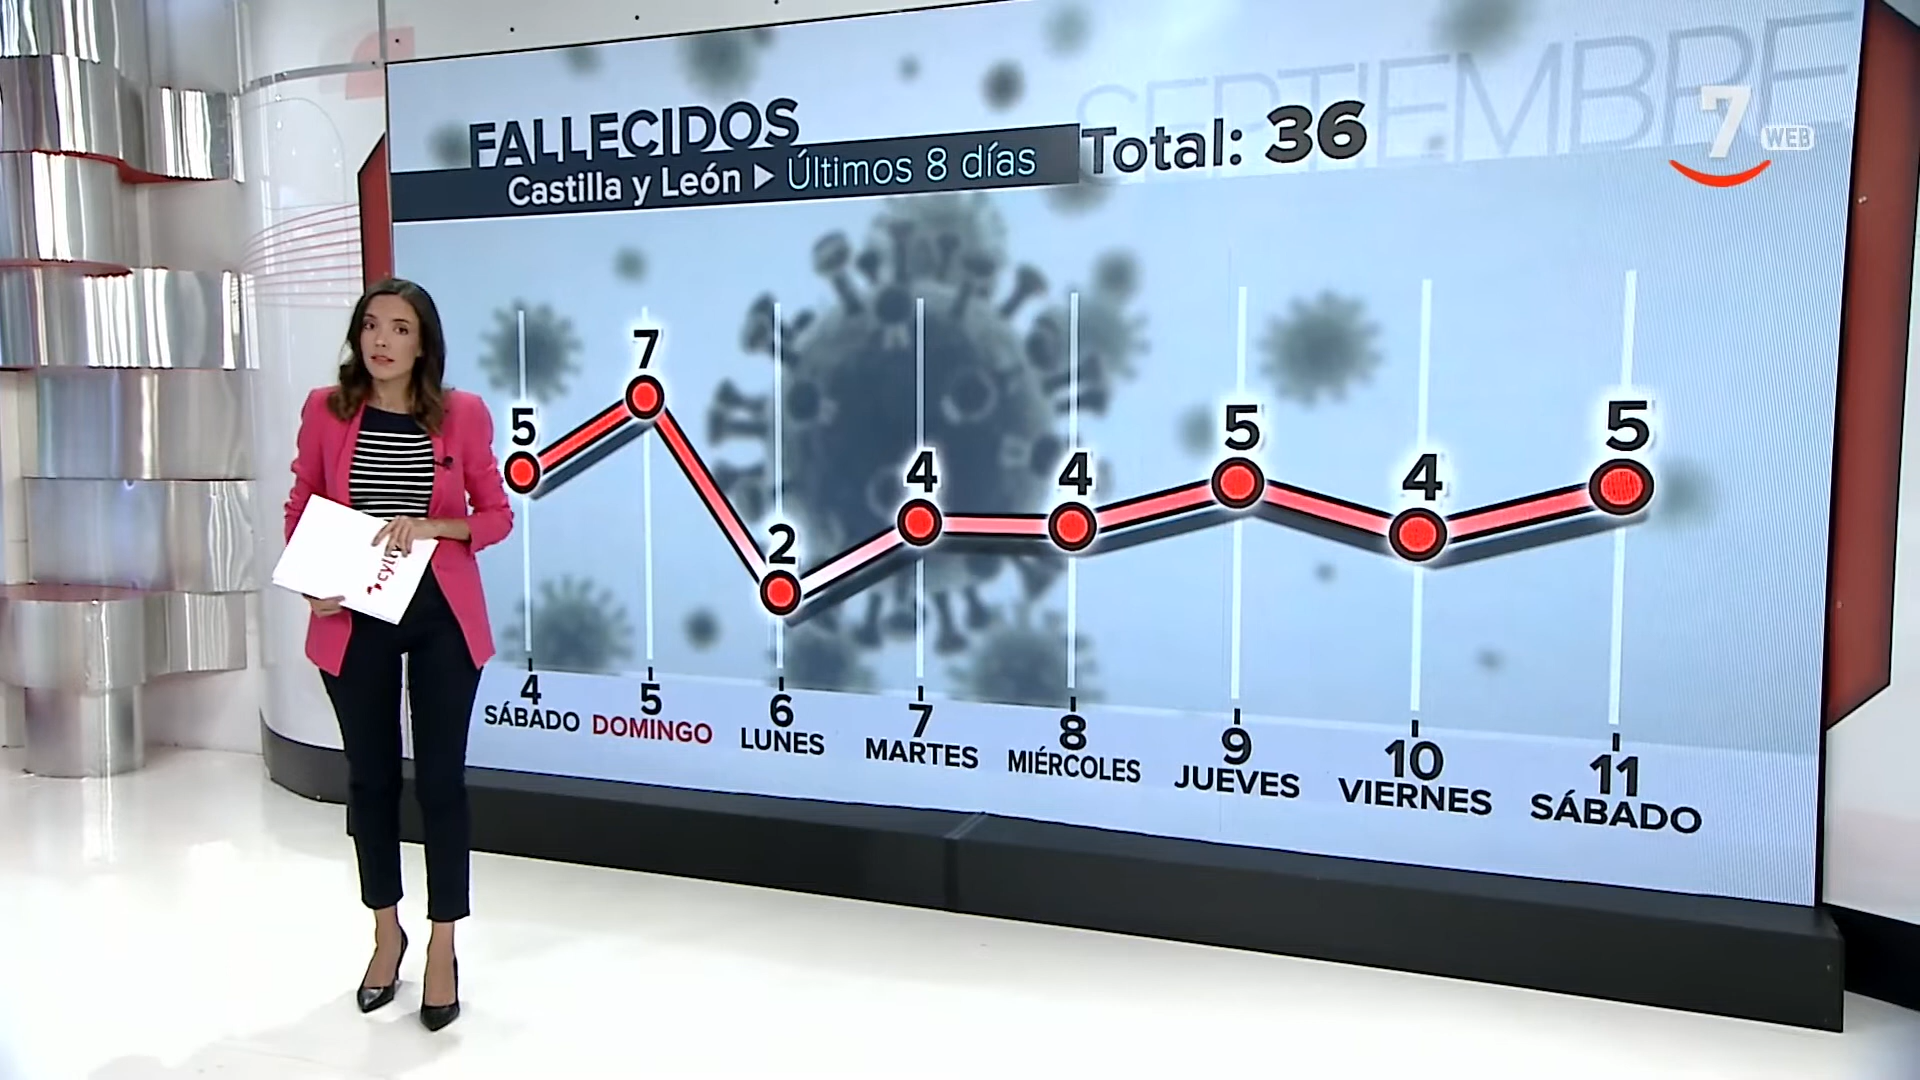 SEPTIEMBRE
FALLECIDOS
Total: 36
Castilla y León Últimos 8 días
7
WEB
5
7
2
4
4
5
4
5
4
SÁBADO
5
DOMINGO
6
LUNES
7
MARTES
8
MIÉRCOLES
9
JUEVES
10
VIERNES
11
SÁBADO